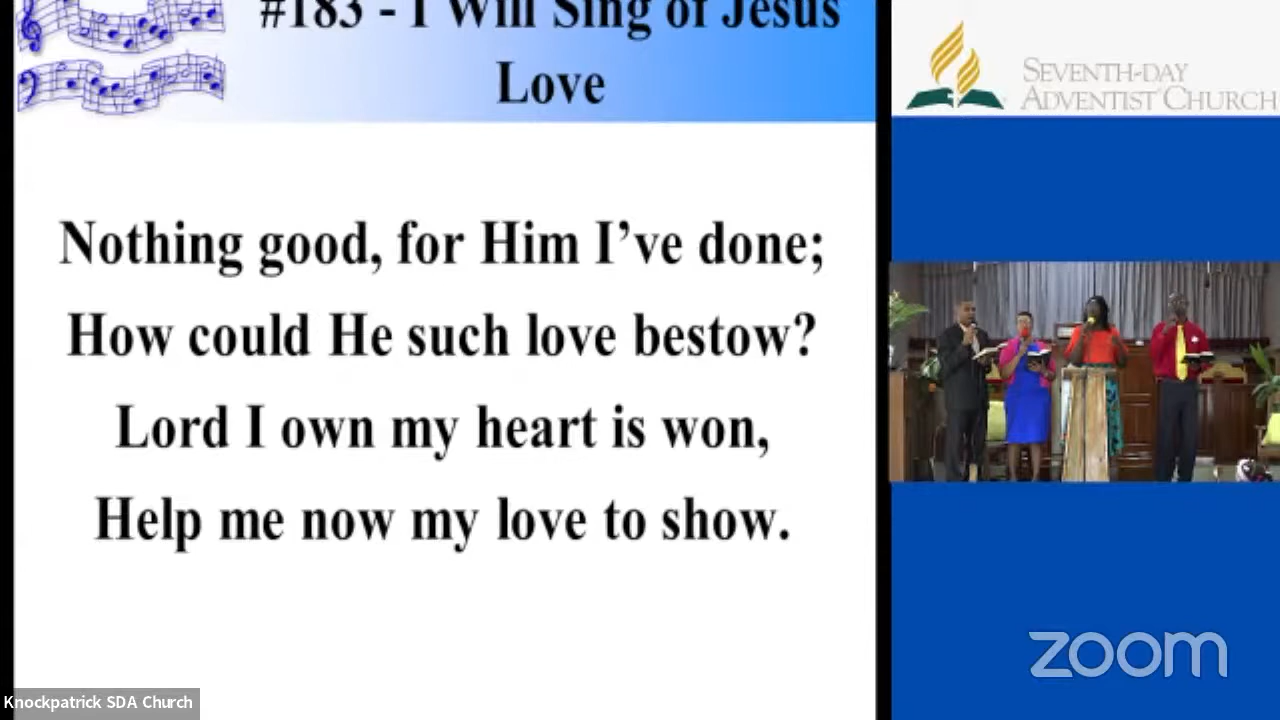 #183 - I Will Sing of Jesus
Love
Nothing good, for Him I’ve done;
How could He such love bestow?
Lord I own my heart is won,
Help me now my love to show.
SEVENTH-DAY
ADVENTIST CHURCH
zoom
Knockpatrick SDA Church